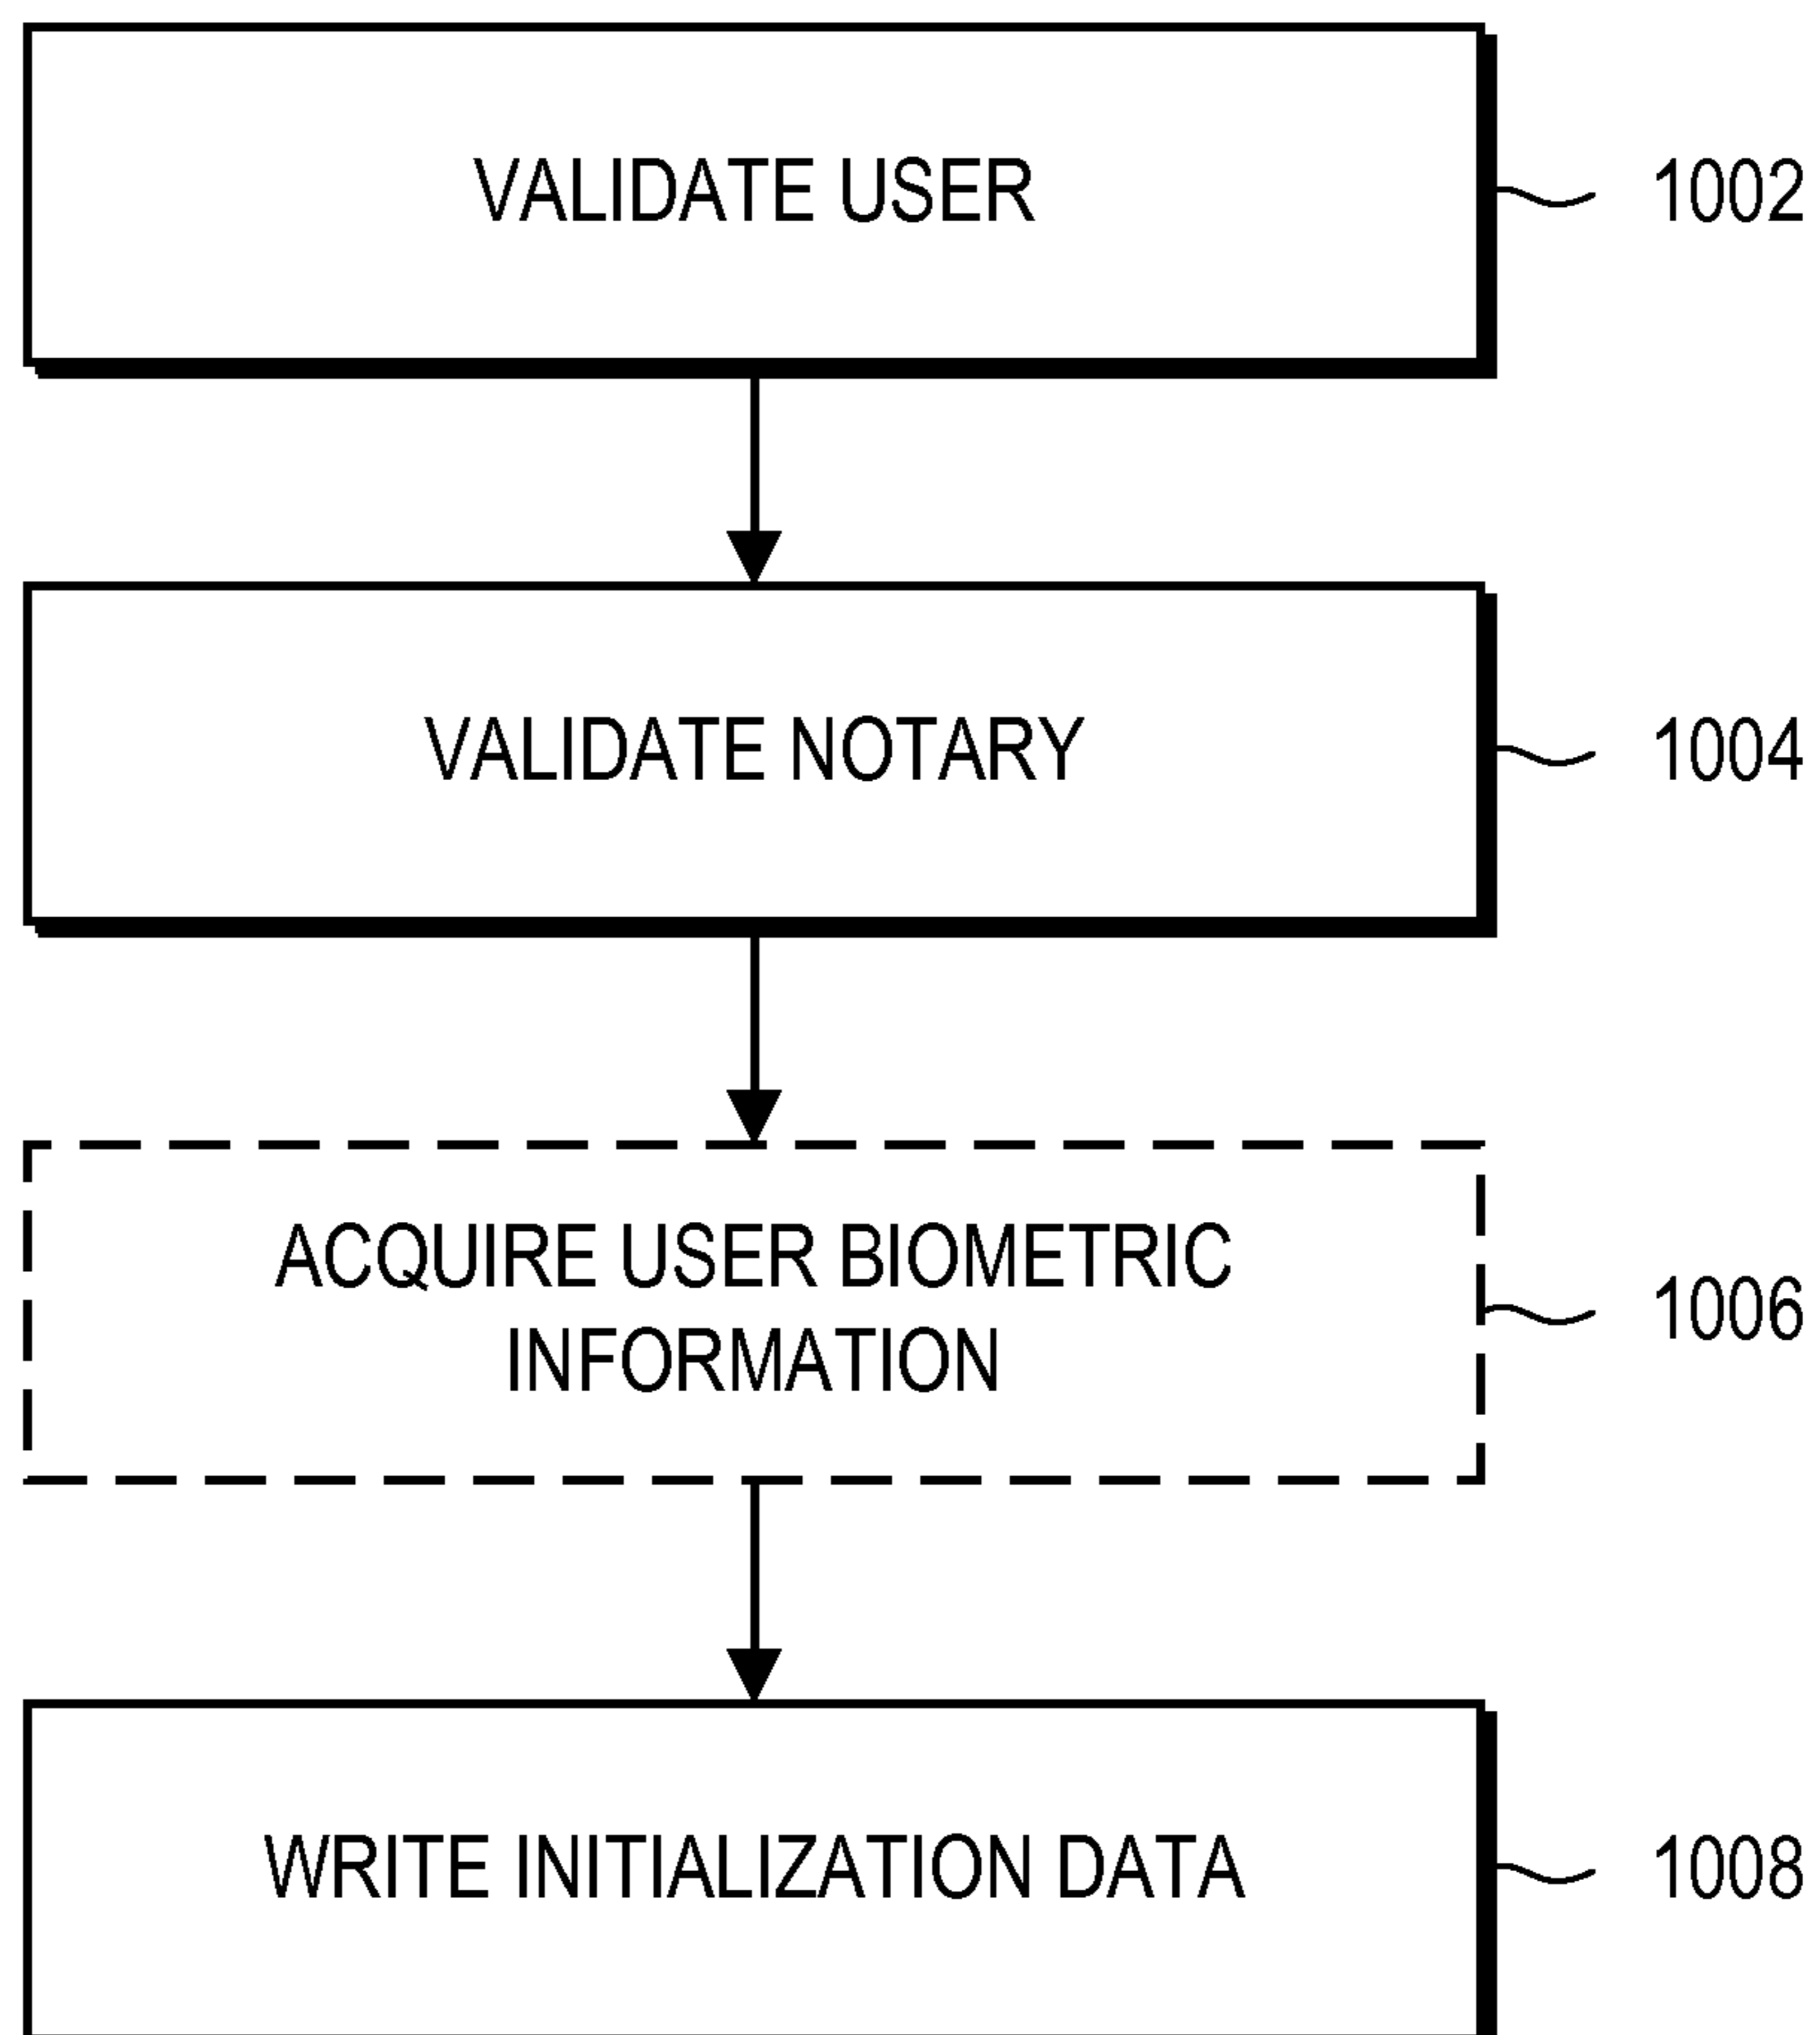 VALIDATE USER
1002
VALIDATE NOTARY
1004
ACQUIRE USER BIOMETRIC
INFORMATION
1006
WRITE INITIALIZATION DATA
1008